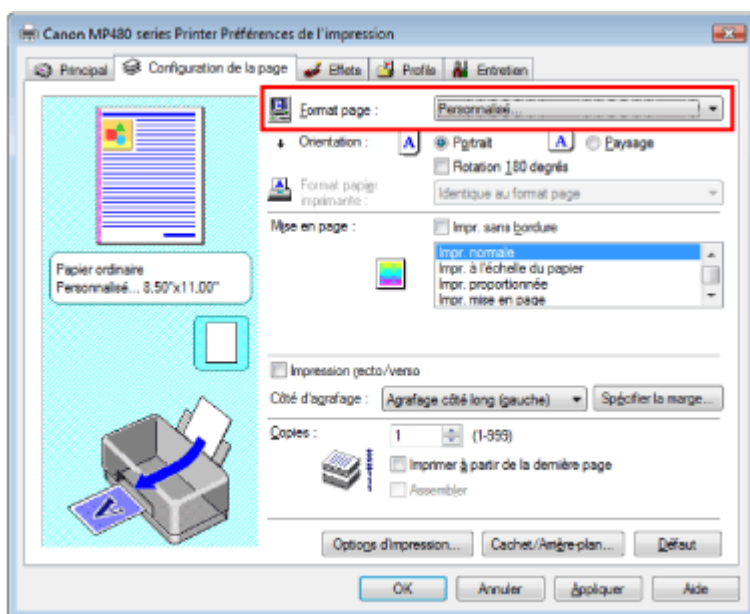 Canon MP480 series Printer Préférences de l'impression
Principal Configuration de la page Effets Profils Entretien
Format page : Personnalisé...
Orientation : A Portrait A Paysage
Rotation 180 degrés
Format papier imprimante : Identique au format page
Mise en page : Impr. sans bordure
Impr. normale
Impr. à l'échelle du papier
Impr. proportionnée
Impr. mise en page
Papier ordinaire
Personnalisé... 8.50"x11.00"
Impression recto/verso
Côté d'agrafage : Agrafage côté long (gauche) Spécifier la marge...
Copies : 1 (1-999)
Imprimer à partir de la dernière page
Assembler
Options d'impression... Cachet/Arrière-plan... Défaut
OK Annuler Appliquer Aide